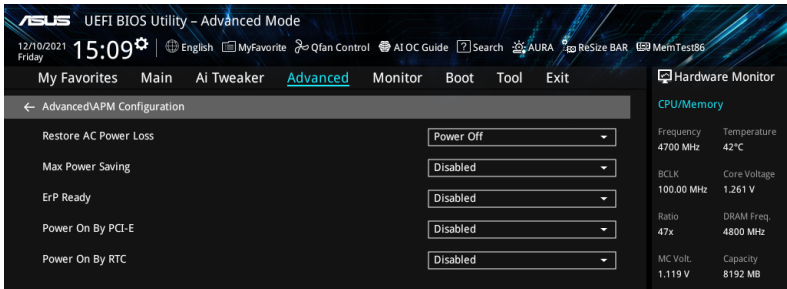 ASUS UEFI BIOS Utility – Advanced Mode
12/10/2021 Friday 15:09 English MyFavorite Qfan Control AI OC Guide ? Search AURA ReSize BAR MemTest86
My Favorites Main Ai Tweaker Advanced Monitor Boot Tool Exit
← Advanced\APM Configuration
Restore AC Power Loss Power Off
Max Power Saving Disabled
ErP Ready Disabled
Power On By PCI-E Disabled
Power On By RTC Disabled
Hardware Monitor
CPU/Memory
Frequency Temperature
4700 MHz 42°C
BCLK Core Voltage
100.00 MHz 1.261 V
Ratio DRAM Freq.
47x 4800 MHz
MC Volt. Capacity
1.119 V 8192 MB